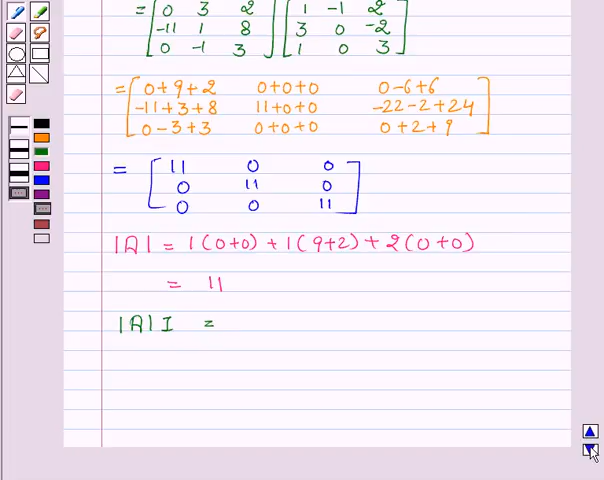 0 3 2 1 -1 2
= -11 1 8 3 0 -2
0 -1 3 1 0 3
= 0+9+2 0+0+0 0-6+6
-11+3+8 11+0+0 -22-2+24
0-3+3 0+0+0 0+2+9
= 11 0 0
0 11 0
0 0 11
|A| = 1(0+0) + 1(9+2) + 2(0+0)
= 11
|A| I =